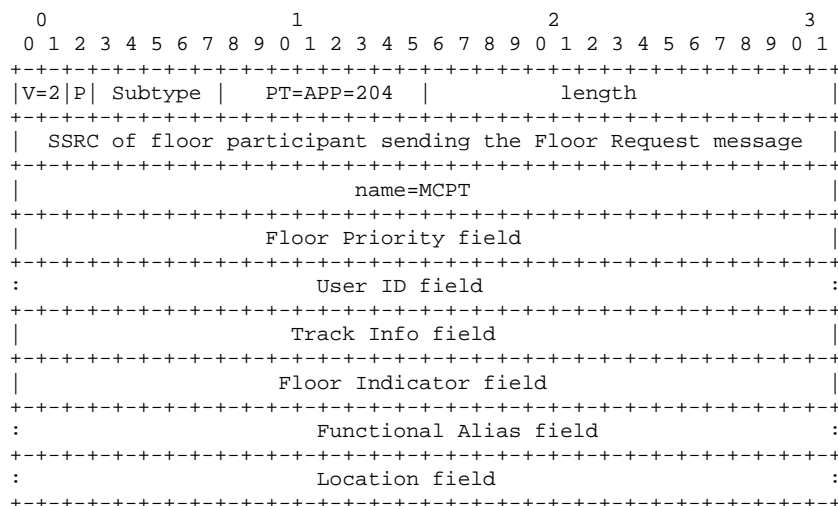 0                   1                   2                   3
0 1 2 3 4 5 6 7 8 9 0 1 2 3 4 5 6 7 8 9 0 1 2 3 4 5 6 7 8 9 0 1
+-+-+-+-+-+-+-+-+-+-+-+-+-+-+-+-+-+-+-+-+-+-+-+-+-+-+-+-+-+-+-+-+
|V=2|P| Subtype |   PT=APP=204  |          length               |
+-+-+-+-+-+-+-+-+-+-+-+-+-+-+-+-+-+-+-+-+-+-+-+-+-+-+-+-+-+-+-+-+
|  SSRC of floor participant sending the Floor Request message  |
+-+-+-+-+-+-+-+-+-+-+-+-+-+-+-+-+-+-+-+-+-+-+-+-+-+-+-+-+-+-+-+-+
|                          name=MCPT                            |
+-+-+-+-+-+-+-+-+-+-+-+-+-+-+-+-+-+-+-+-+-+-+-+-+-+-+-+-+-+-+-+-+
|                   Floor Priority field                        |
+-+-+-+-+-+-+-+-+-+-+-+-+-+-+-+-+-+-+-+-+-+-+-+-+-+-+-+-+-+-+-+-+
:                       User ID field                           :
+-+-+-+-+-+-+-+-+-+-+-+-+-+-+-+-+-+-+-+-+-+-+-+-+-+-+-+-+-+-+-+-+
|                     Track Info field                          |
+-+-+-+-+-+-+-+-+-+-+-+-+-+-+-+-+-+-+-+-+-+-+-+-+-+-+-+-+-+-+-+-+
|                    Floor Indicator field                      |
+-+-+-+-+-+-+-+-+-+-+-+-+-+-+-+-+-+-+-+-+-+-+-+-+-+-+-+-+-+-+-+-+
:                       Functional Alias field                  :
+-+-+-+-+-+-+-+-+-+-+-+-+-+-+-+-+-+-+-+-+-+-+-+-+-+-+-+-+-+-+-+-+
:                       Location field                          :
+-+-+-+-+-+-+-+-+-+-+-+-+-+-+-+-+-+-+-+-+-+-+-+-+-+-+-+-+-+-+-+-+